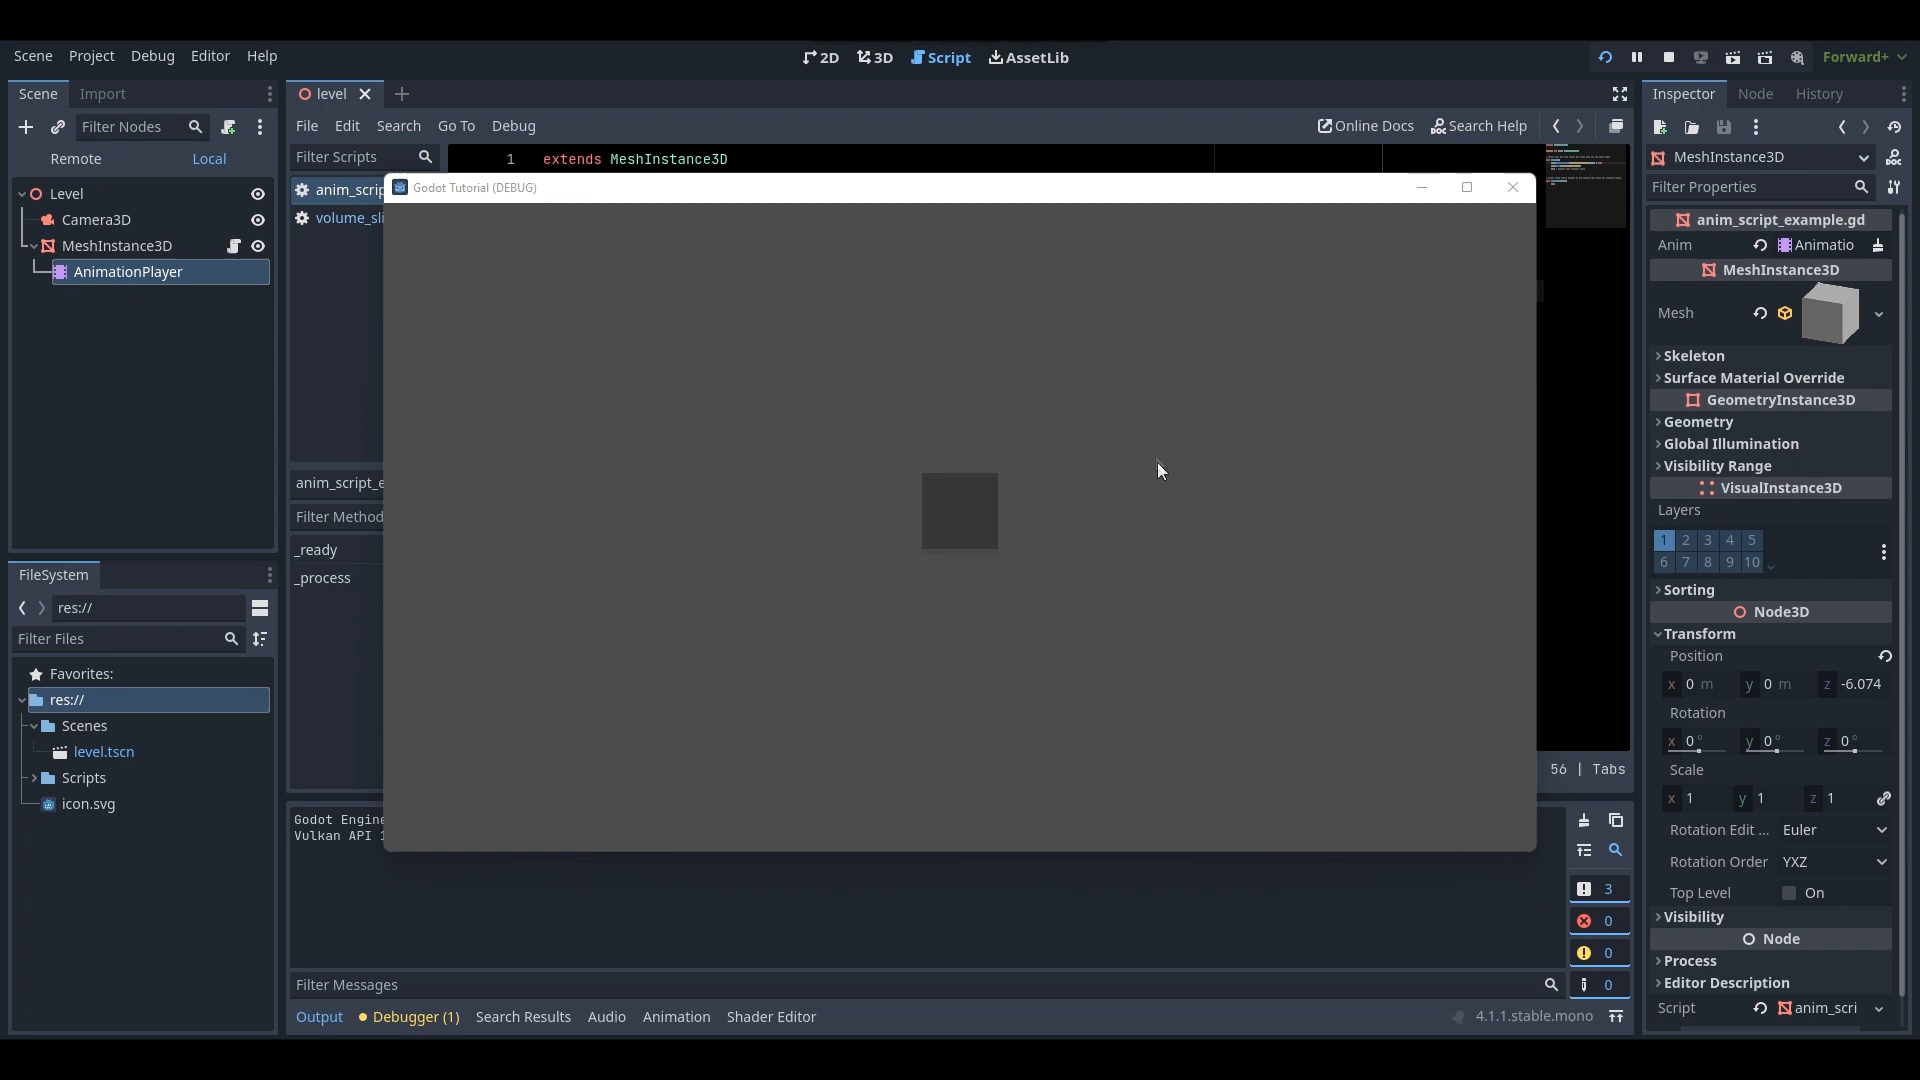 Scene Project Debug Editor Help
2D 3D Script AssetLib
Forward+
Scene Import
Filter Nodes
Remote Local
Level
Camera3D
MeshInstance3D
AnimationPlayer
FileSystem
res://
Filter Files
Favorites:
res://
Scenes
level.tscn
Scripts
icon.svg
level
File Edit Search Go To Debug
Online Docs Search Help
Filter Scripts
1 extends MeshInstance3D
anim_scrip
volume_sli
Godot Tutorial (DEBUG)
anim_script_e
Filter Method
_ready
_process
56 | Tabs
Godot Engine
Vulkan API 1
3
0
0
0
Filter Messages
Output Debugger (1) Search Results Audio Animation Shader Editor
4.1.1.stable.mono
Inspector Node History
MeshInstance3D
Filter Properties
anim_script_example.gd
Anim Animatio
MeshInstance3D
Mesh
Skeleton
Surface Material Override
GeometryInstance3D
Geometry
Global Illumination
Visibility Range
VisualInstance3D
Layers
1 2 3 4 5
6 7 8 9 10
Sorting
Node3D
Transform
Position
x 0 m y 0 m z -6.074
Rotation
x 0° y 0° z 0°
Scale
x 1 y 1 z 1
Rotation Edit ... Euler
Rotation Order YXZ
Top Level On
Visibility
Node
Process
Editor Description
Script anim_scri